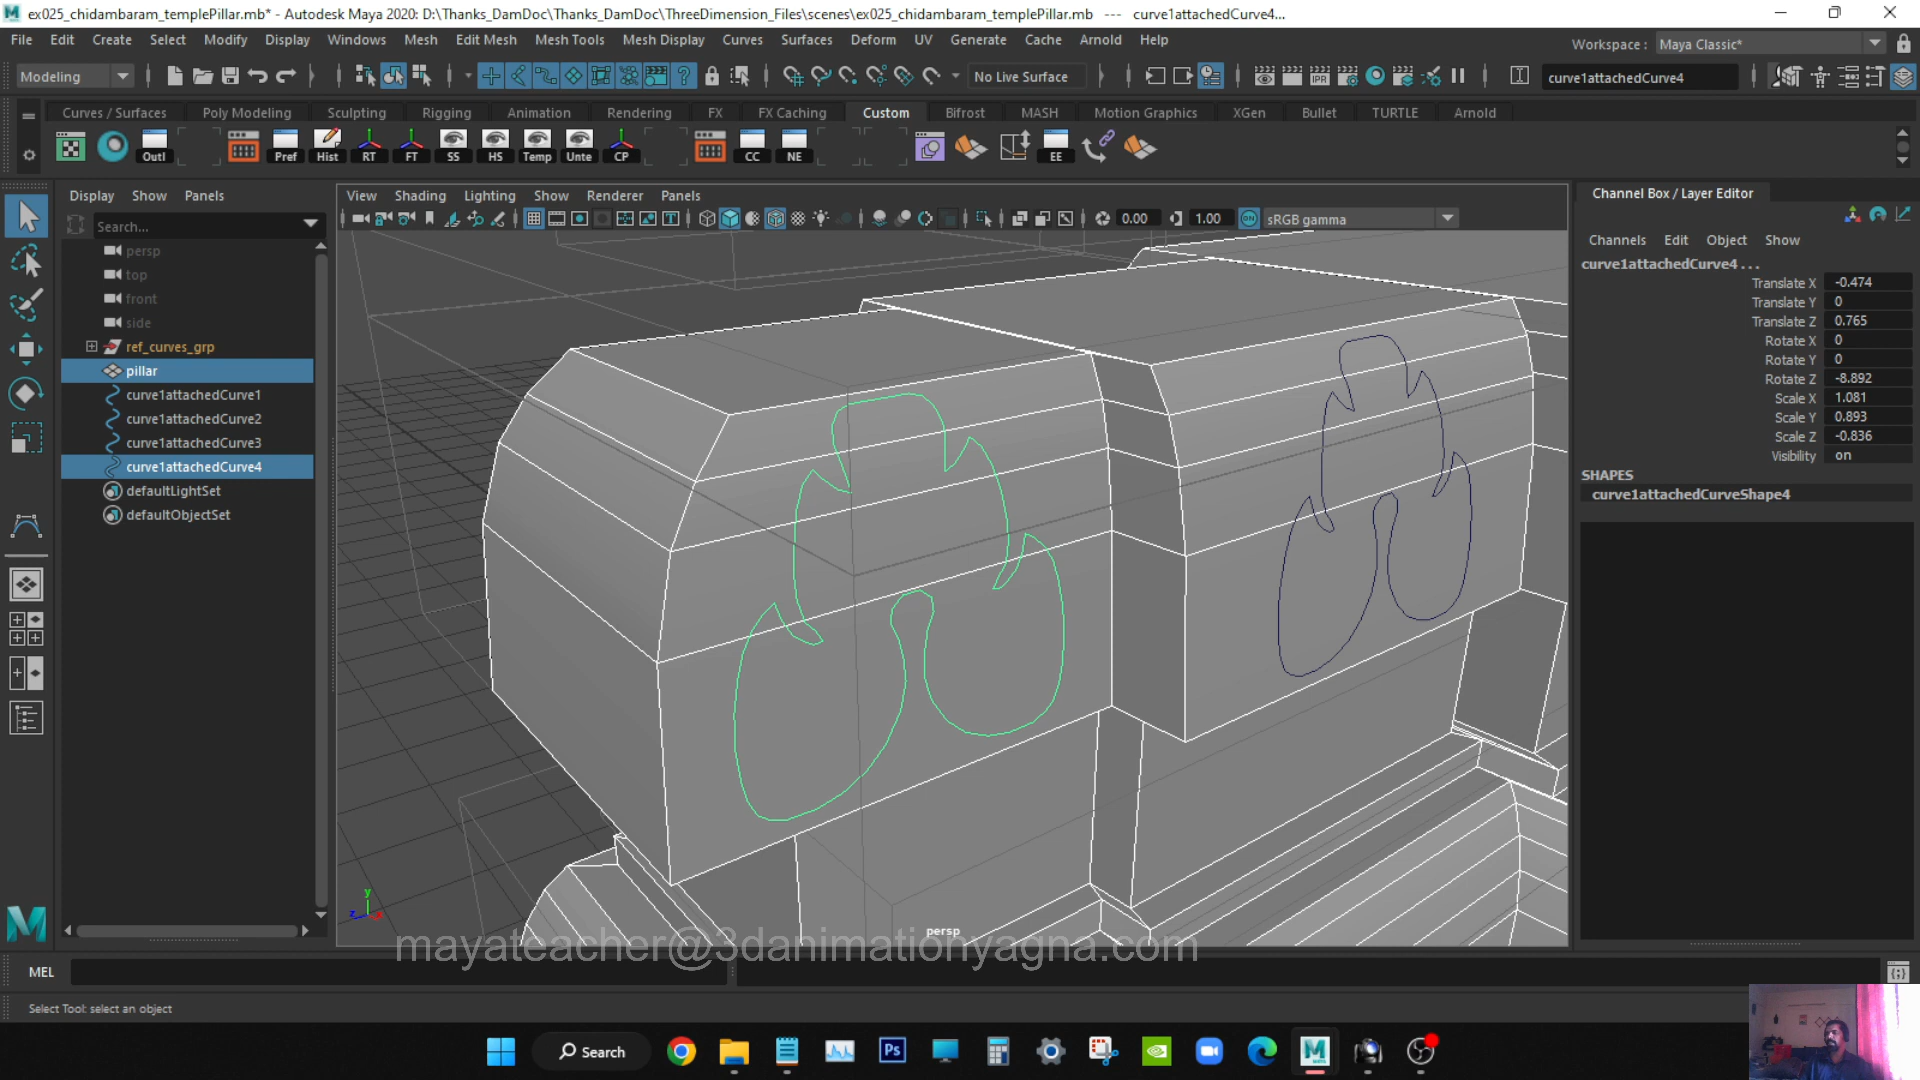 ex025_chidambaram_templePillar.mb* - Autodesk Maya 2020: D:\Thanks_DamDoc\Thanks_DamDoc\ThreeDimension_Files\scenes\ex025_chidambaram_templePillar.mb --- curve1attachedCurve4...
File Edit Create Select Modify Display Windows Mesh Edit Mesh Mesh Tools Mesh Display Curves Surfaces Deform UV Generate Cache Arnold Help
Workspace : Maya Classic*
Modeling
No Live Surface
IPR
curve1attachedCurve4
Curves / Surfaces Poly Modeling Sculpting Rigging Animation Rendering FX FX Caching Custom Bifrost MASH Motion Graphics XGen Bullet TURTLE Arnold
Outl Pref Hist RT FT SS HS Temp Unte CP CC NE EE
Display Show Panels
Search...
persp
top
front
side
ref_curves_grp
pillar
curve1attachedCurve1
curve1attachedCurve2
curve1attachedCurve3
curve1attachedCurve4
defaultLightSet
defaultObjectSet
View Shading Lighting Show Renderer Panels
0.00 1.00 ON sRGB gamma
persp
y
z
x
mayateacher@3danimationyagna.com
Channel Box / Layer Editor
Channels Edit Object Show
curve1attachedCurve4 . . .
Translate X -0.474
Translate Y 0
Translate Z 0.765
Rotate X 0
Rotate Y 0
Rotate Z -8.892
Scale X 1.081
Scale Y 0.893
Scale Z -0.836
Visibility on
SHAPES
curve1attachedCurveShape4
MEL
Select Tool: select an object
Search
Ps